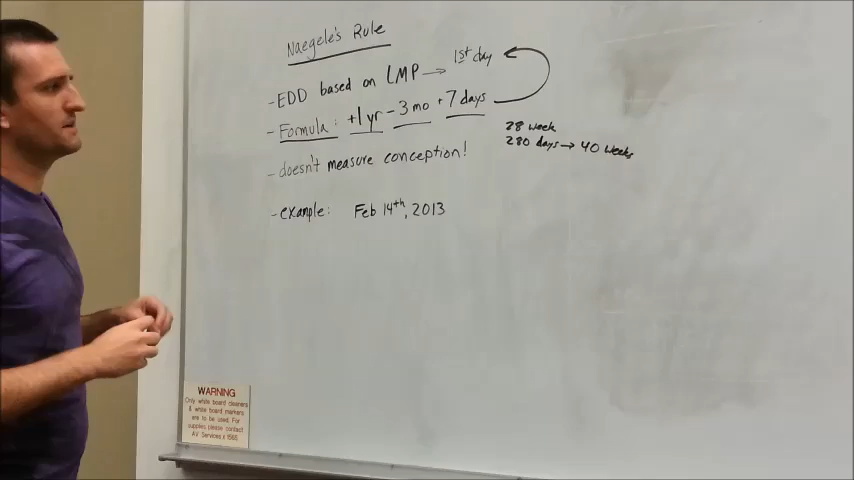 Naegele's Rule
- EDD based on LMP → 1st day
- Formula: +1 yr - 3 mo + 7 days
28 week
280 days → 40 weeks
- doesn't measure conception!
- example: Feb 14th, 2013
WARNING
Only white board cleaners
& white board markers
are to be used. For
supplies please contact
A.V. Services x 1565